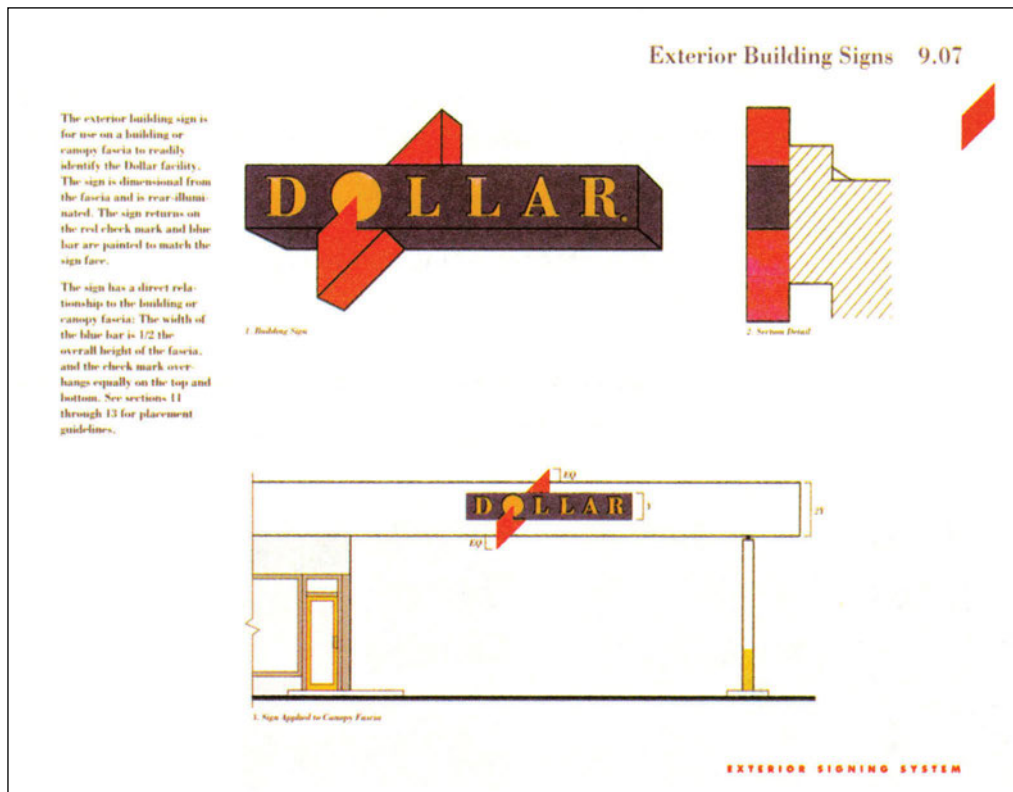 Exterior Building Signs 9.07
The exterior building sign is
for use on a building or
canopy fascia to readily
identify the Dollar facility.
The sign is dimensional from
the fascia and is rear-illumi-
nated. The sign returns on
the red check mark and blue
bar are painted to match the
sign face.
The sign has a direct rela-
tionship to the building or
canopy fascia: The width of
the blue bar is 1/2 the
overall height of the fascia,
and the check mark over-
hangs equally on the top and
bottom. See sections 11
through 13 for placement
guidelines.
DOLLAR.
1. Building Sign
2. Section Detail
EQ
DOLLAR
Y
2Y
EQ
3. Sign Applied to Canopy Fascia
EXTERIOR SIGNING SYSTEM